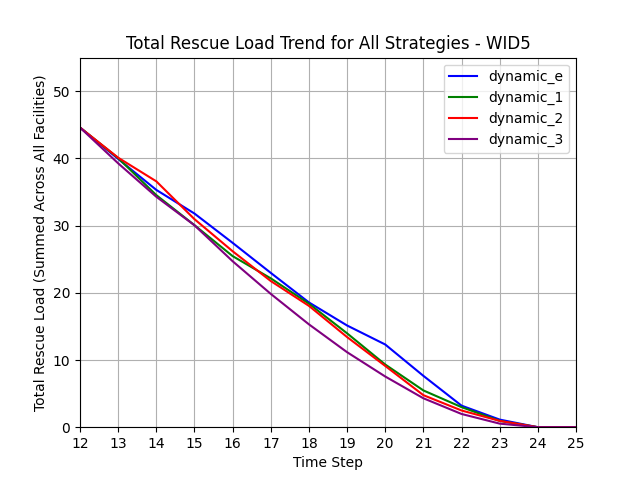 Total Rescue Load Trend for All Strategies - WID5
Total Rescue Load (Summed Across All Facilities)
50
40
30
20
10
0
dynamic_e
dynamic_1
dynamic_2
dynamic_3
12 13 14 15 16 17 18 19 20 21 22 23 24 25
Time Step